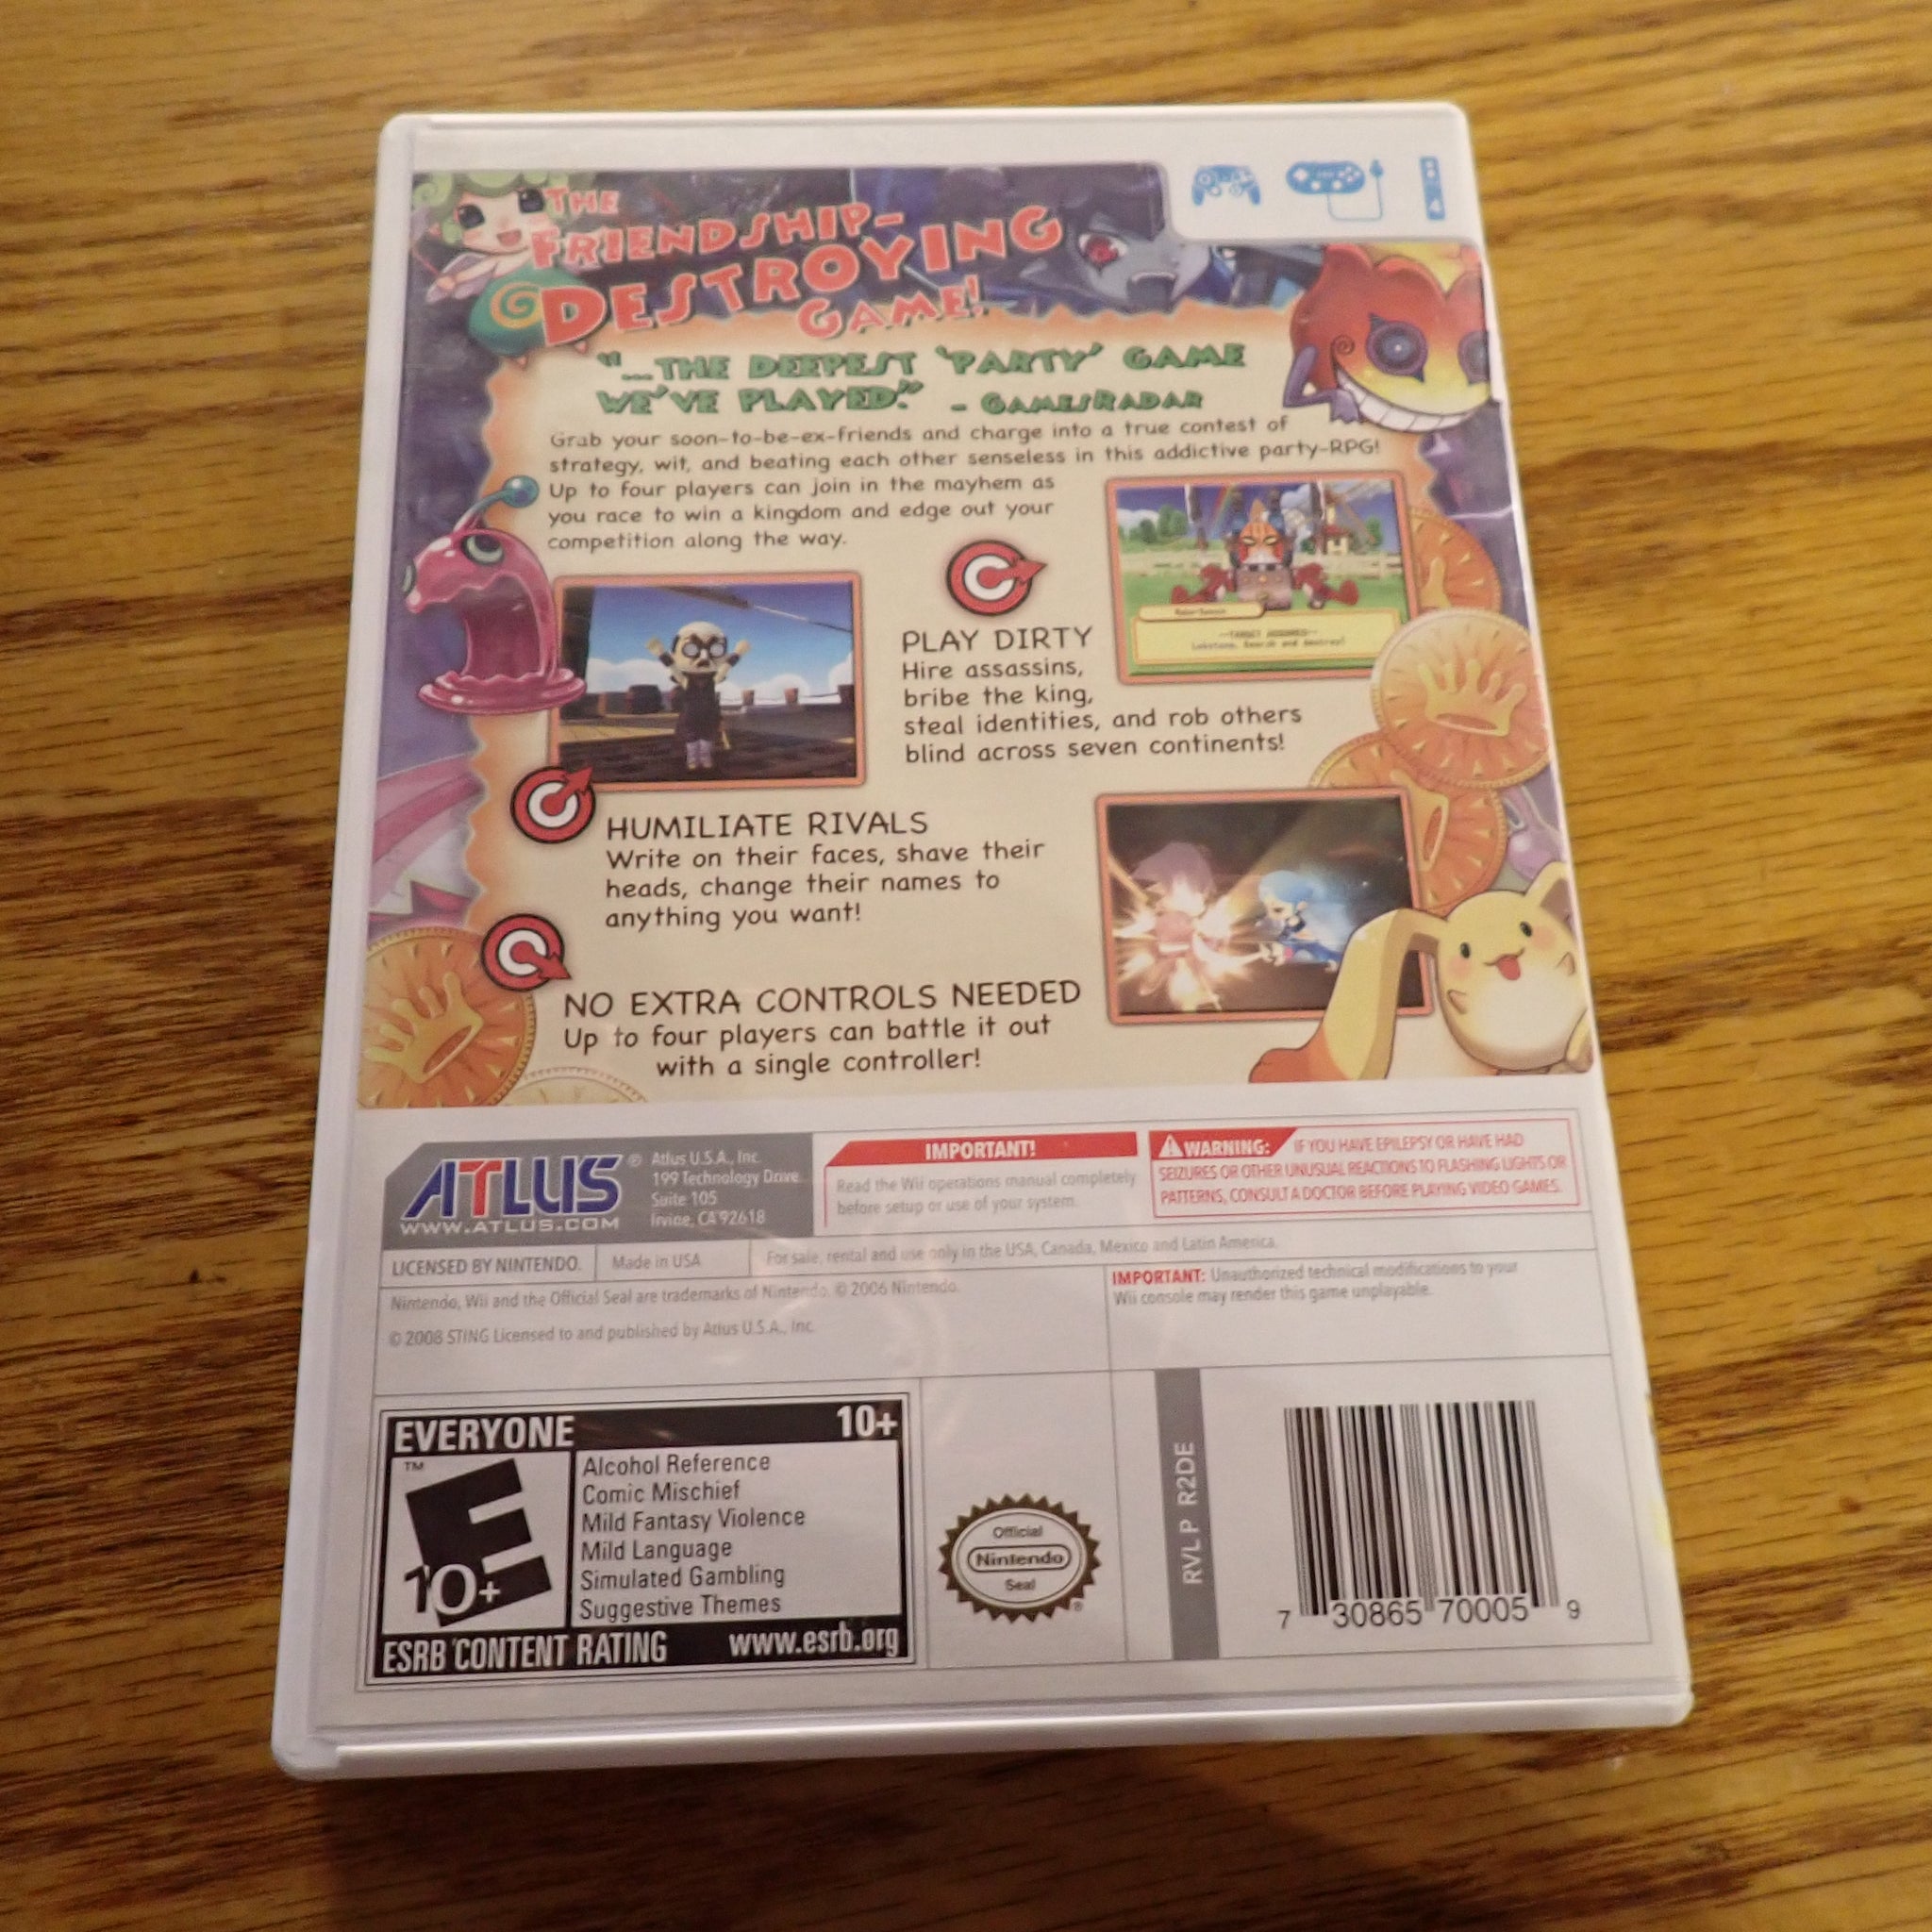 THE
FRIENDSHIP-
DESTROYING
GAME!
"...THE DEEPEST 'PARTY' GAME
WE'VE PLAYED." - GAMESRADAR
Grab your soon-to-be-ex-friends and charge into a true contest of
strategy, wit, and beating each other senseless in this addictive party-RPG!
Up to four players can join in the mayhem as
you race to win a kingdom and edge out your
competition along the way.
--TARGET ACQUIRED--
Lokstons. Search and destroy!
PLAY DIRTY
Hire assassins,
bribe the king,
steal identities, and rob others
blind across seven continents!
HUMILIATE RIVALS
Write on their faces, shave their
heads, change their names to
anything you want!
NO EXTRA CONTROLS NEEDED
Up to four players can battle it out
with a single controller!
ATLUS ®
WWW.ATLUS.COM
Atlus U.S.A., Inc.
199 Technology Drive
Suite 105
Irvine, CA 92618
IMPORTANT!
Read the Wii operations manual completely
before setup or use of your system.
WARNING: IF YOU HAVE EPILEPSY OR HAVE HAD
SEIZURES OR OTHER UNUSUAL REACTIONS TO FLASHING LIGHTS OR
PATTERNS, CONSULT A DOCTOR BEFORE PLAYING VIDEO GAMES.
LICENSED BY NINTENDO. Made in USA For sale, rental and use only in the USA, Canada, Mexico and Latin America.
Nintendo, Wii and the Official Seal are trademarks of Nintendo. © 2006 Nintendo.
© 2008 STING Licensed to and published by Atlus U.S.A., Inc.
IMPORTANT: Unauthorized technical modifications to your
Wii console may render this game unplayable.
EVERYONE 10+
™
E
10+
Alcohol Reference
Comic Mischief
Mild Fantasy Violence
Mild Language
Simulated Gambling
Suggestive Themes
ESRB CONTENT RATING www.esrb.org
Official
Nintendo
Seal
®
RVL P R2DE
7 30865 70005 9